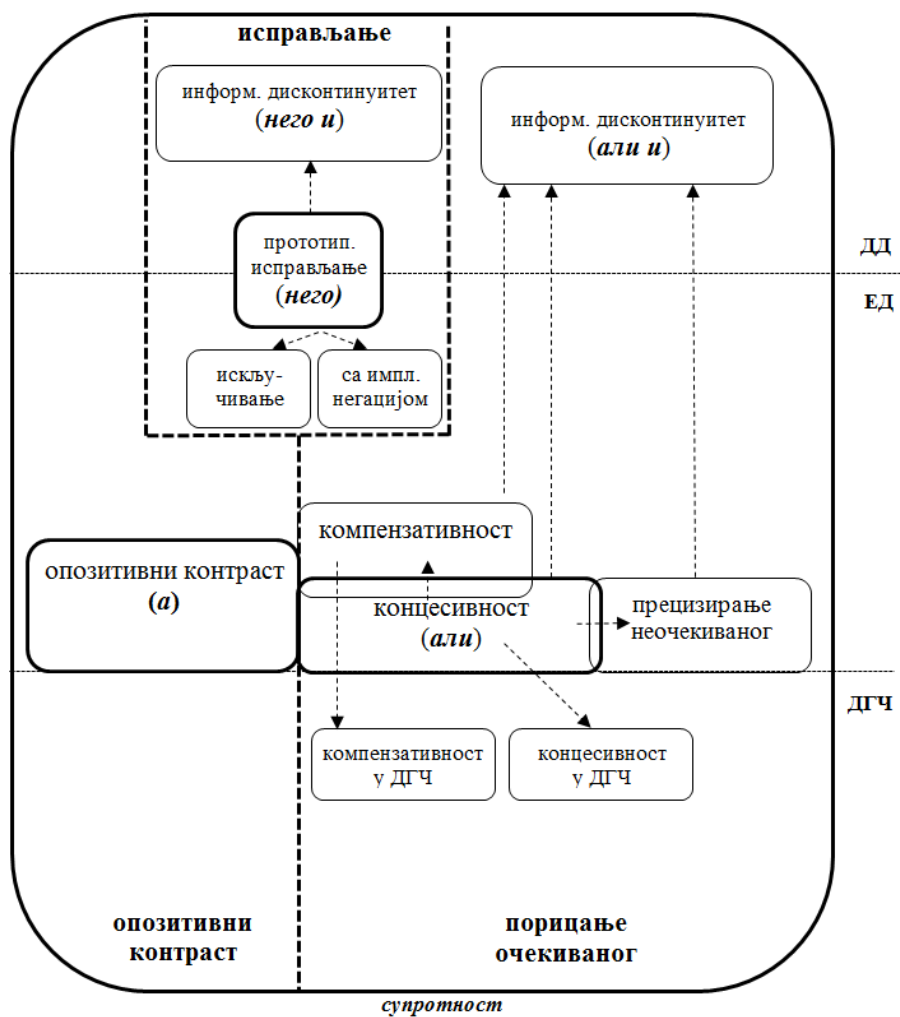 исправљање
информ. дисконтинуитет
(него и)
информ. дисконтинуитет
(али и)
прототип.
исправљање
(него)
ДД
ЕД
искљу-
чивање
са импл.
негацијом
компензативност
опозитивни контраст
(а)
концесивност
(али)
прецизирање
неочекиваног
ДГЧ
компензативност
у ДГЧ
концесивност
у ДГЧ
опозитивни
контраст
порицање
очекиваног
супротност